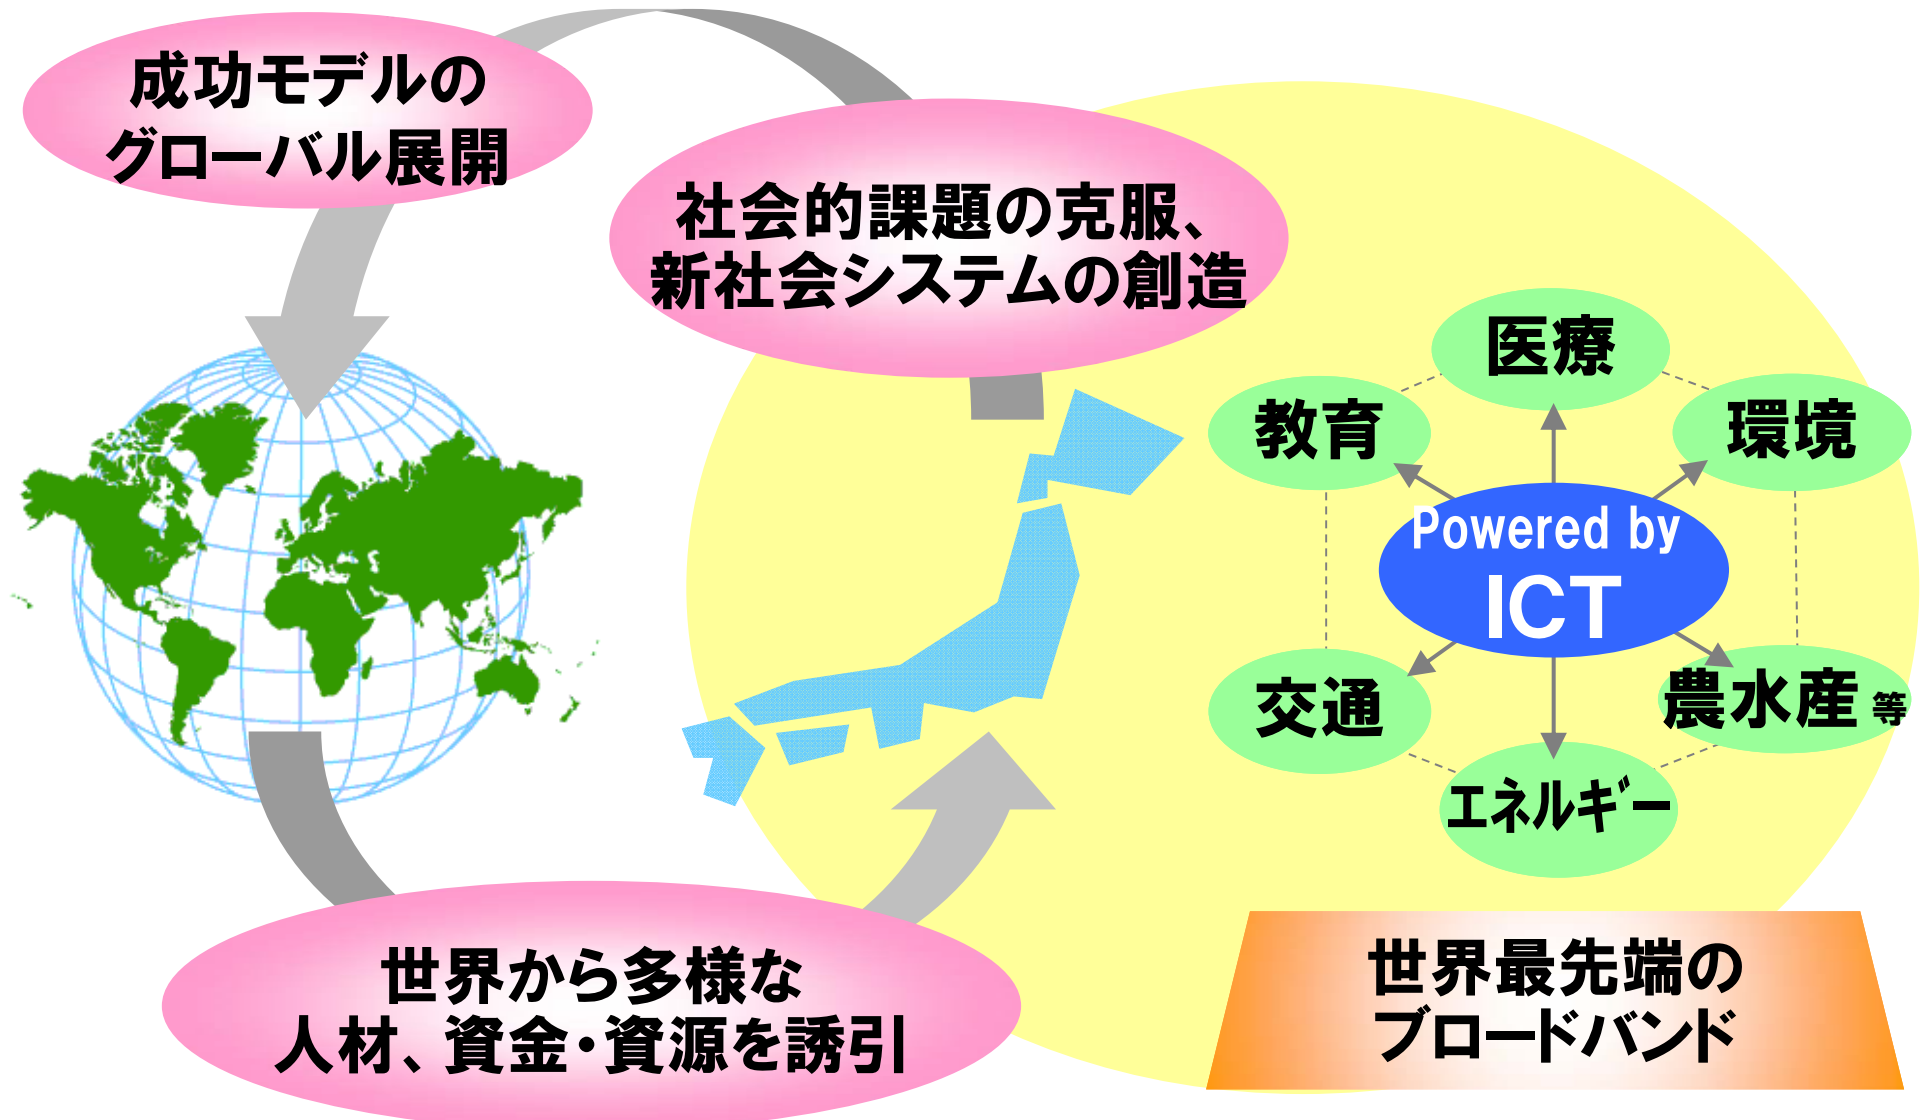 成功モデルの
グローバル展開
社会的課題の克服、
新社会システムの創造
医療
教育
環境
Powered by
ICT
交通
農水産 等
エネルギー
世界から多様な
人材、資金・資源を誘引
世界最先端の
ブロードバンド